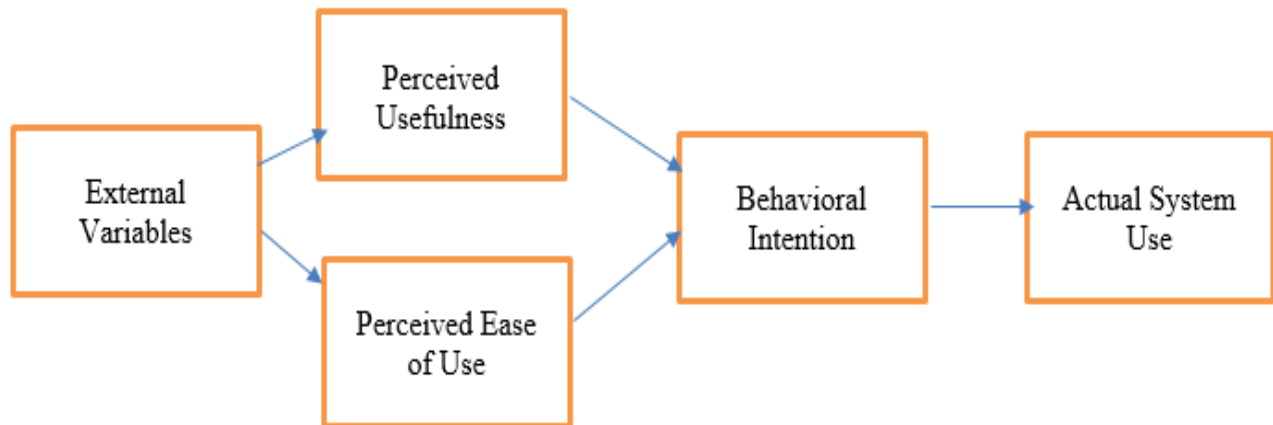 External
Variables
Perceived
Usefulness
Perceived Ease
of Use
Behavioral
Intention
Actual System
Use